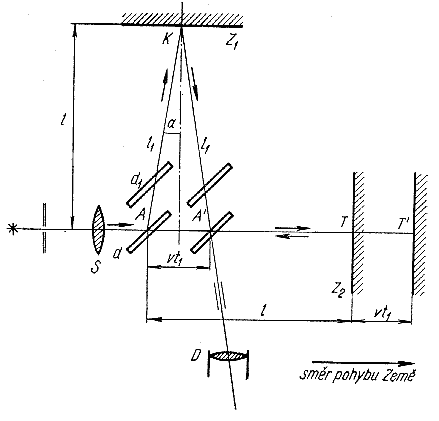 K
Z₁
l
α
l₁
l₁
d₁
A
A'
T
T'
S
d
vt₁
Z₂
l
vt₁
D
směr pohybu Země